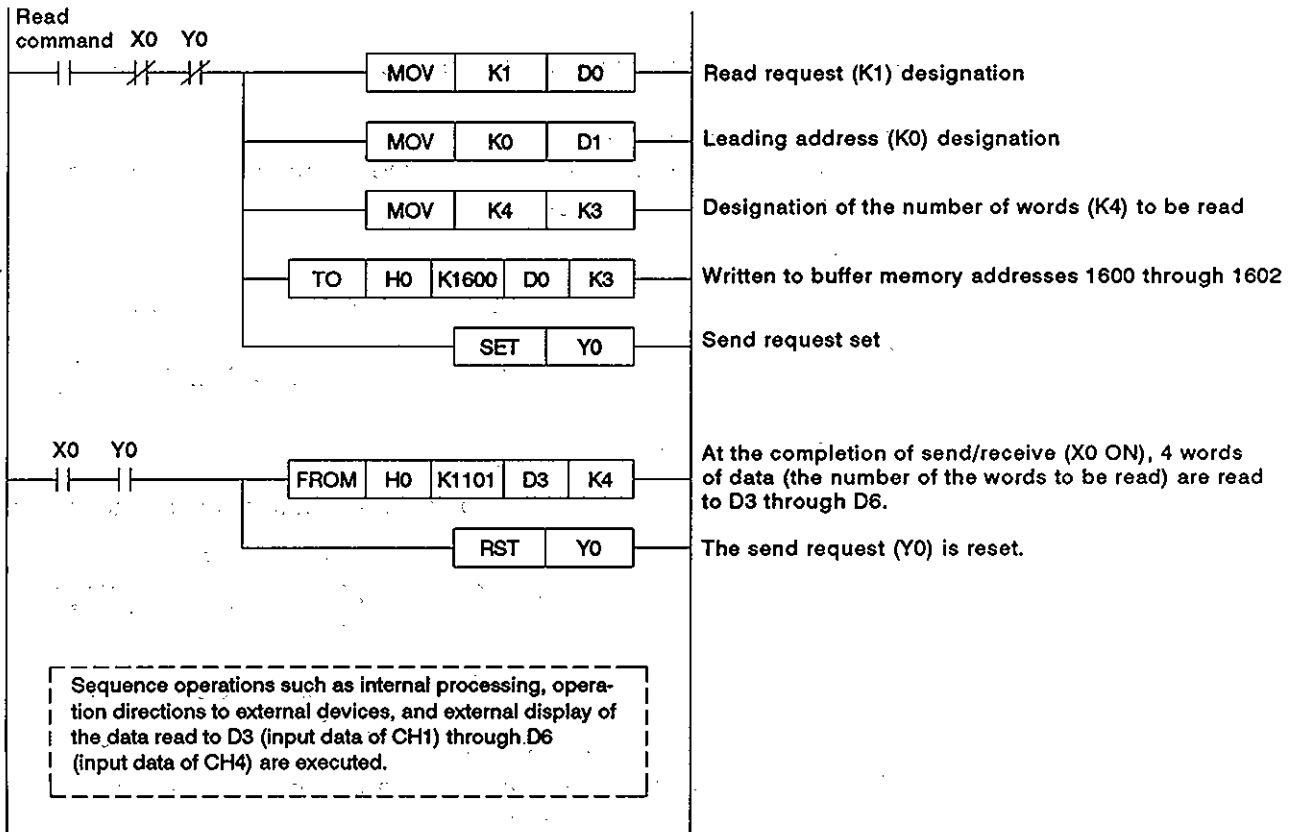 Read
command X0 Y0
MOV K1 D0 Read request (K1) designation
MOV K0 D1 Leading address (K0) designation
MOV K4 K3 Designation of the number of words (K4) to be read
TO H0 K1600 D0 K3 Written to buffer memory addresses 1600 through 1602
SET Y0 Send request set
X0 Y0
FROM H0 K1101 D3 K4
At the completion of send/receive (X0 ON), 4 words
of data (the number of the words to be read) are read
to D3 through D6.
RST Y0 The send request (Y0) is reset.
Sequence operations such as internal processing, opera-
tion directions to external devices, and external display of
the data read to D3 (input data of CH1) through D6
(input data of CH4) are executed.